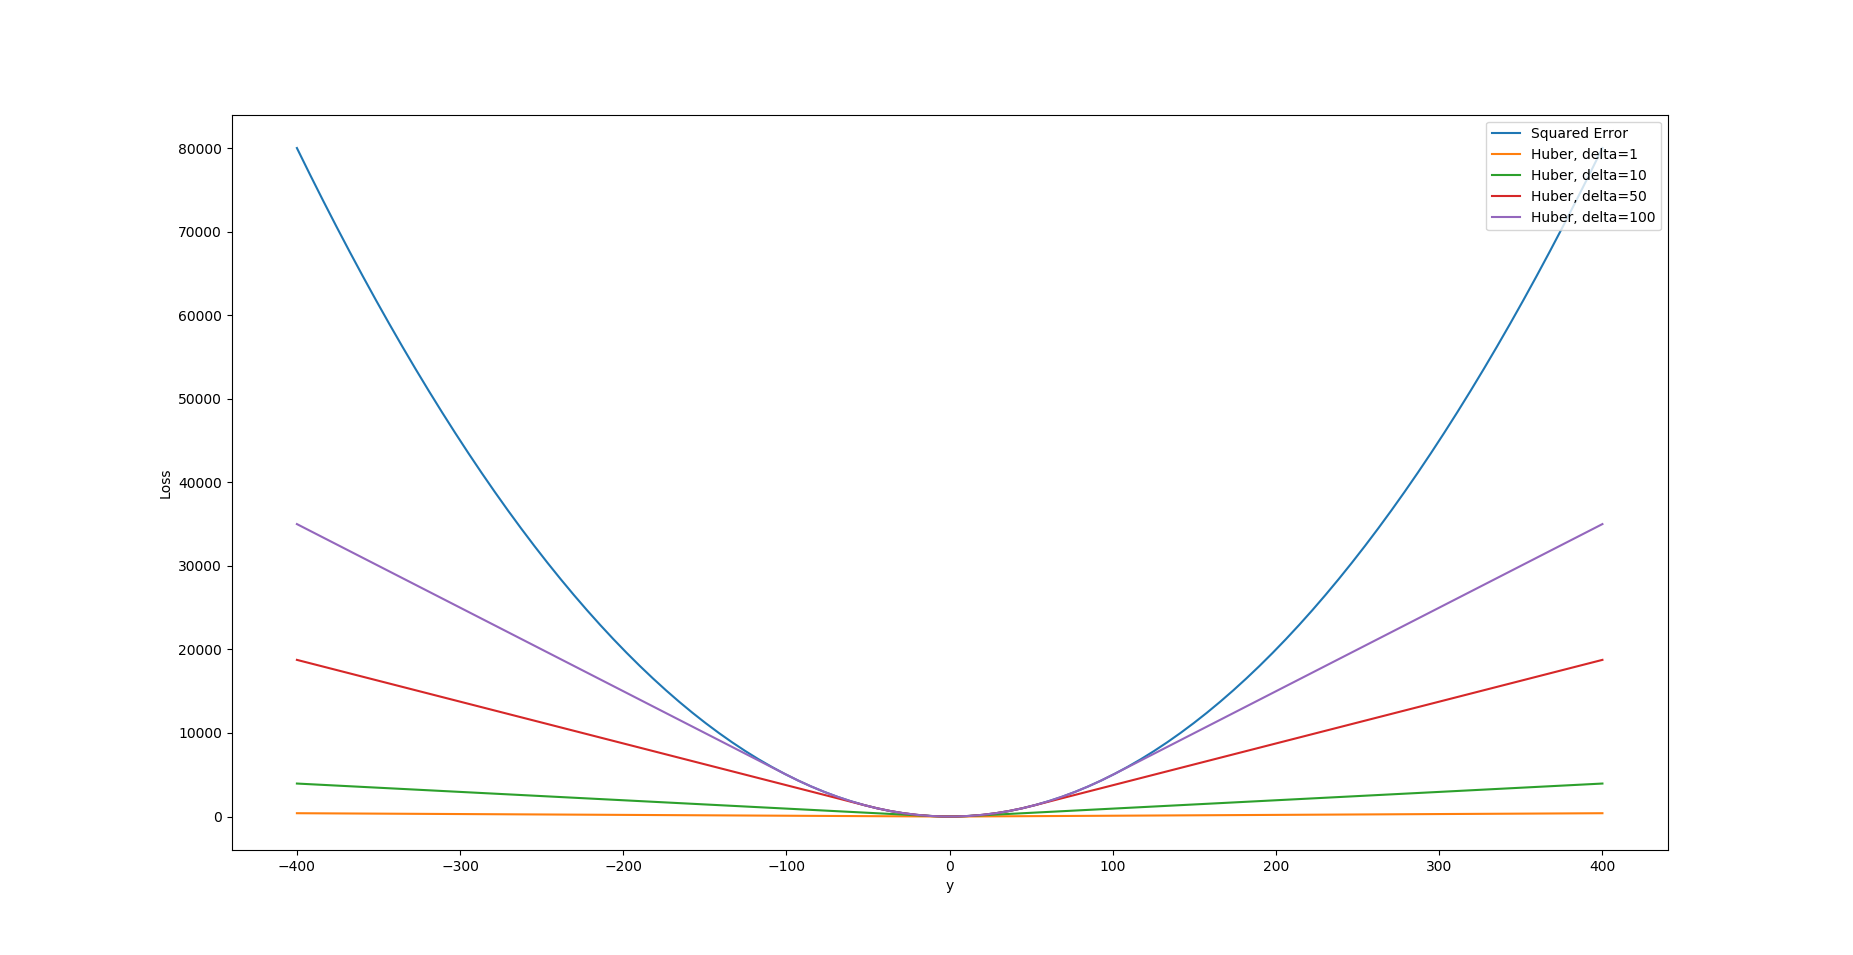 80000
70000
60000
50000
40000
30000
20000
10000
0
Loss
−400
−300
−200
−100
0
100
200
300
400
y
Squared Error
Huber, delta=1
Huber, delta=10
Huber, delta=50
Huber, delta=100